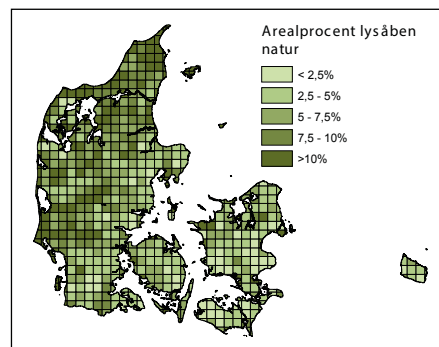 Arealprocent lysåben
natur
< 2,5%
2,5 - 5%
5 - 7,5%
7,5 - 10%
>10%